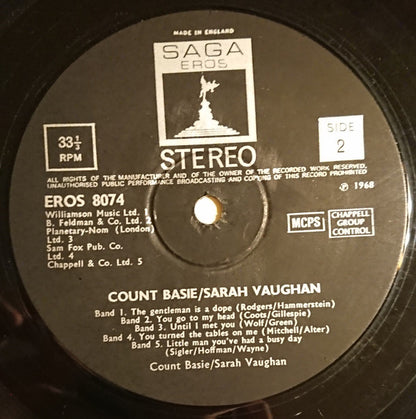 MADE IN ENGLAND
SAGA
EROS
33 1/3
RPM
SIDE
2
STEREO
ALL RIGHTS OF THE MANUFACTURER AND OF THE OWNER OF THE RECORDED WORK RESERVED.
UNAUTHORISED PUBLIC PERFORMANCE BROADCASTING AND COPYING OF THIS RECORD PROHIBITED
EROS 8074
℗ 1968
Williamson Music Ltd. 1
B. Feldman & Co. Ltd. 2
Planetary-Nom (London)
Ltd. 3
Sam Fox Pub. Co.
Ltd. 4
Chappell & Co. Ltd. 5
MCPS
CHAPPELL
GROUP
CONTROL
COUNT BASIE/SARAH VAUGHAN
Band 1. The gentleman is a dope (Rodgers/Hammerstein)
Band 2. You go to my head (Coots/Gillespie)
Band 3. Until I met you (Wolf/Green)
Band 4. You turned the tables on me (Mitchell/Alter)
Band 5. Little man you've had a busy day
(Sigler/Hoffman/Wayne)
Count Basie/Sarah Vaughan